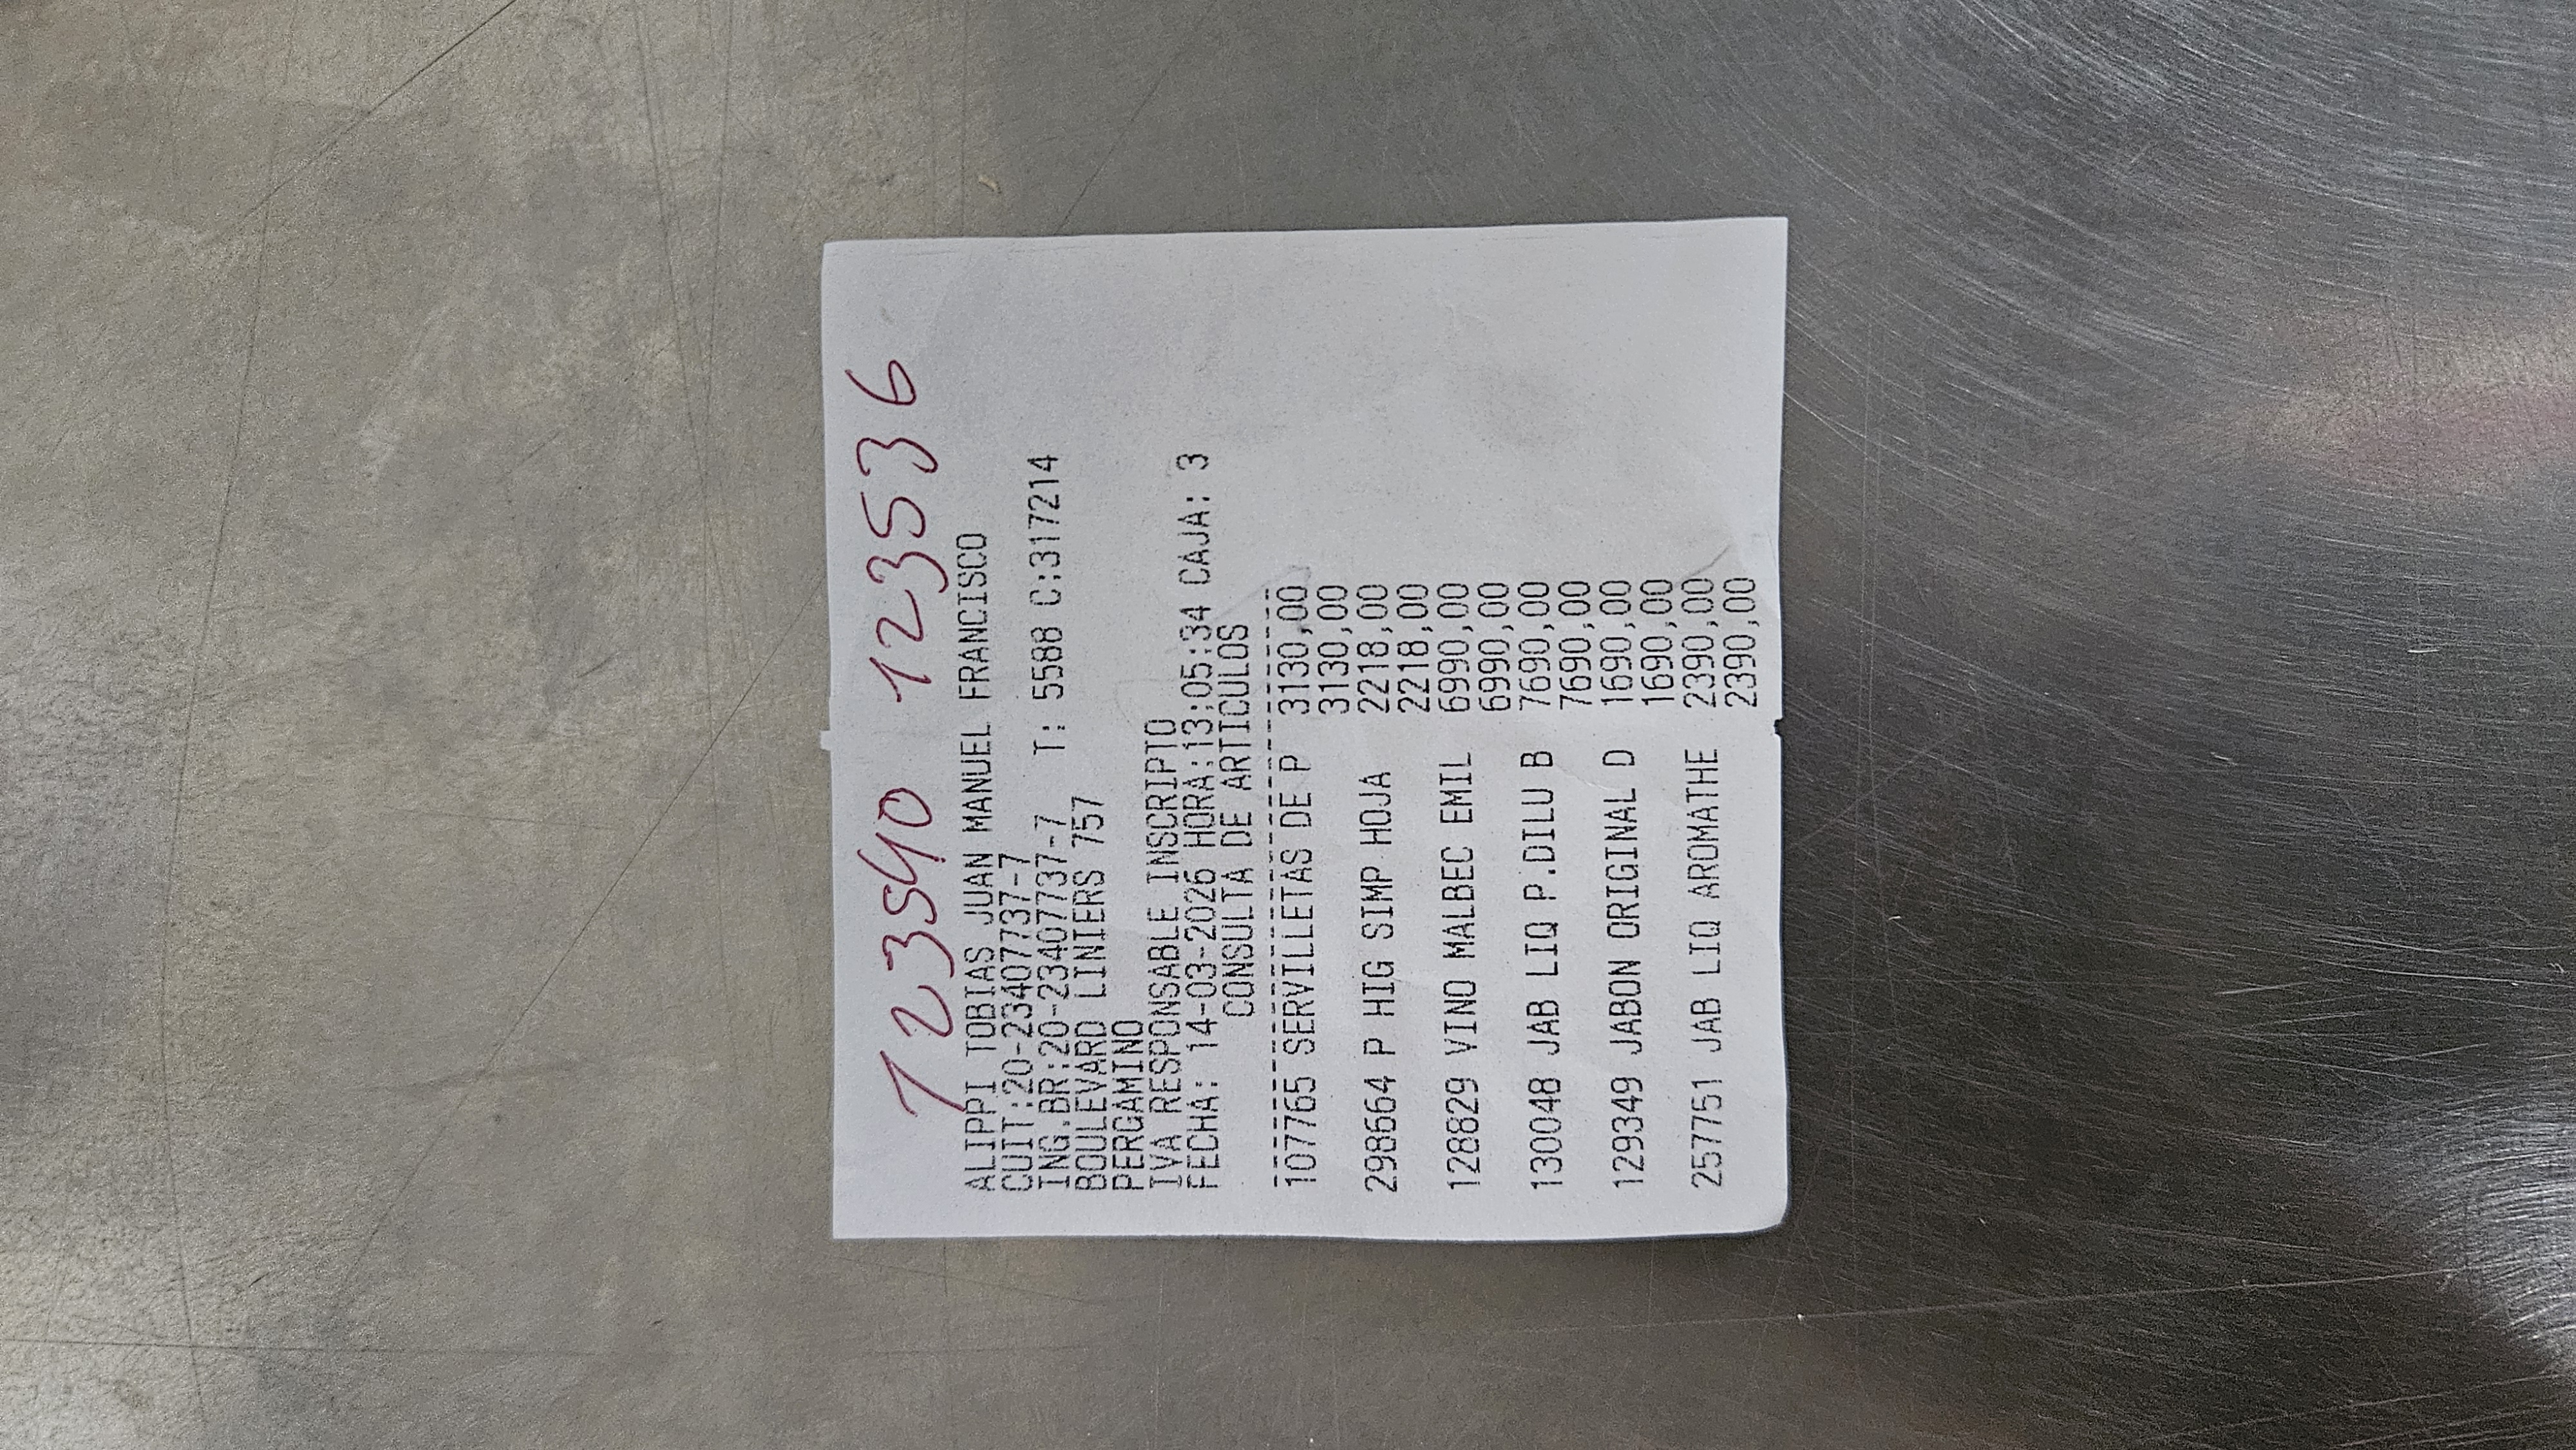 123540 123536
ALIPPI TOBIAS JUAN MANUEL FRANCISCO
CUIT:20-23407737-7
ING.BR:20-23407737-7 T: 5588 C:317214
BOULEVARD LINIERS 757
PERGAMINO
IVA RESPONSABLE INSCRIPTO
FECHA: 14-03-2026 HORA:13:05:34 CAJA: 3
CONSULTA DE ARTICULOS
107765 SERVILLETAS DE P 3130,00
3130,00
298664 P HIG SIMP HOJA 2218,00
2218,00
128829 VINO MALBEC EMIL 6990,00
6990,00
130048 JAB LIQ P.DILU B 7690,00
7690,00
129349 JABON ORIGINAL D 1690,00
1690,00
257751 JAB LIQ AROMATHE 2390,00
2390,00